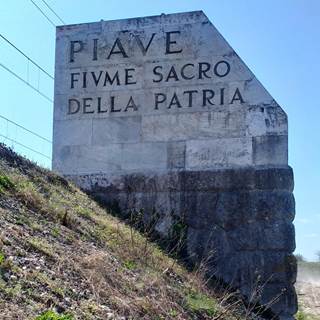 PIAVE
FIVME SACRO
DELLA PATRIA